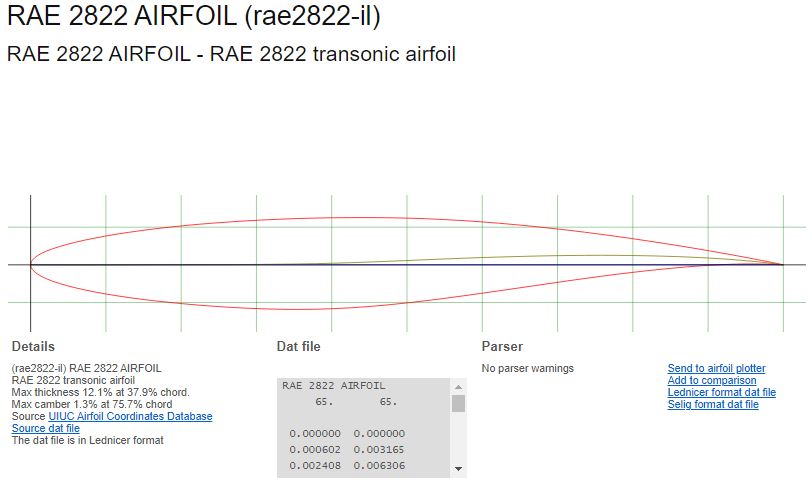 RAE 2822 AIRFOIL (rae2822-il)
RAE 2822 AIRFOIL - RAE 2822 transonic airfoil
Details
(rae2822-il) RAE 2822 AIRFOIL
RAE 2822 transonic airfoil
Max thickness 12.1% at 37.9% chord.
Max camber 1.3% at 75.7% chord
Source UIUC Airfoil Coordinates Database
Source dat file
The dat file is in Lednicer format
Dat file
RAE 2822 AIRFOIL
65. 65.
0.000000 0.000000
0.000602 0.003165
0.002408 0.006306
Parser
No parser warnings
Send to airfoil plotter
Add to comparison
Lednicer format dat file
Selig format dat file